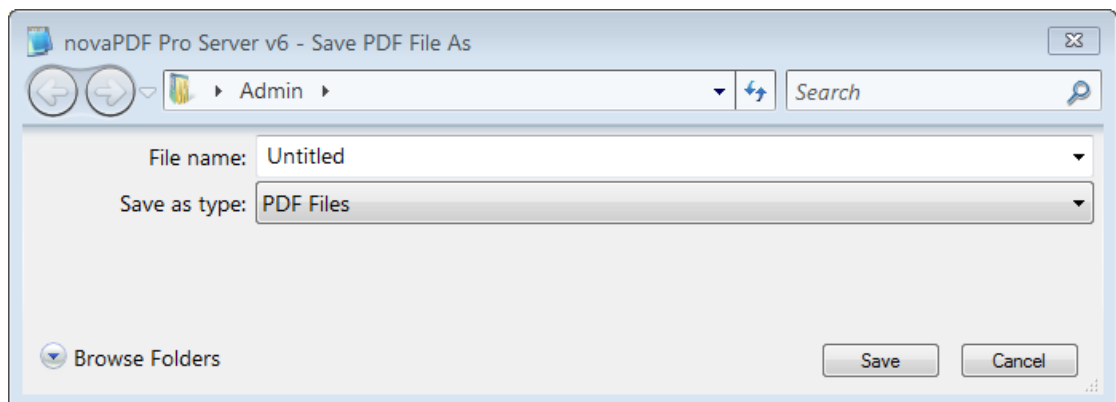 novaPDF Pro Server v6 - Save PDF File As
Admin Search
File name: Untitled
Save as type: PDF Files
Browse Folders Save Cancel